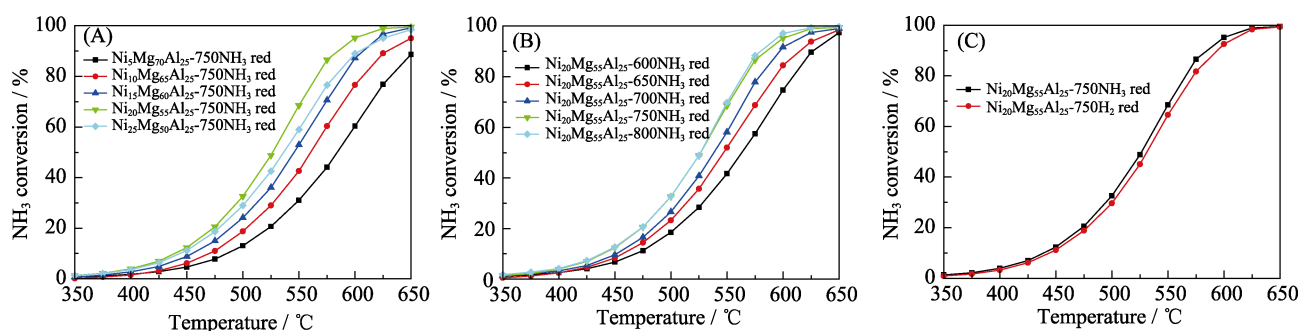 (A)
Ni₅Mg₇₀Al₂₅-750NH₃ red
Ni₁₀Mg₆₅Al₂₅-750NH₃ red
Ni₁₅Mg₆₀Al₂₅-750NH₃ red
Ni₂₀Mg₅₅Al₂₅-750NH₃ red
Ni₂₅Mg₅₀Al₂₅-750NH₃ red
NH₃ conversion / %
100
80
60
40
20
0
350 400 450 500 550 600 650
Temperature / ℃
(B)
Ni₂₀Mg₅₅Al₂₅-600NH₃ red
Ni₂₀Mg₅₅Al₂₅-650NH₃ red
Ni₂₀Mg₅₅Al₂₅-700NH₃ red
Ni₂₀Mg₅₅Al₂₅-750NH₃ red
Ni₂₀Mg₅₅Al₂₅-800NH₃ red
NH₃ conversion / %
100
80
60
40
20
0
350 400 450 500 550 600 650
Temperature / ℃
(C)
Ni₂₀Mg₅₅Al₂₅-750NH₃ red
Ni₂₀Mg₅₅Al₂₅-750H₂ red
NH₃ conversion / %
100
80
60
40
20
0
350 400 450 500 550 600 650
Temperature / ℃